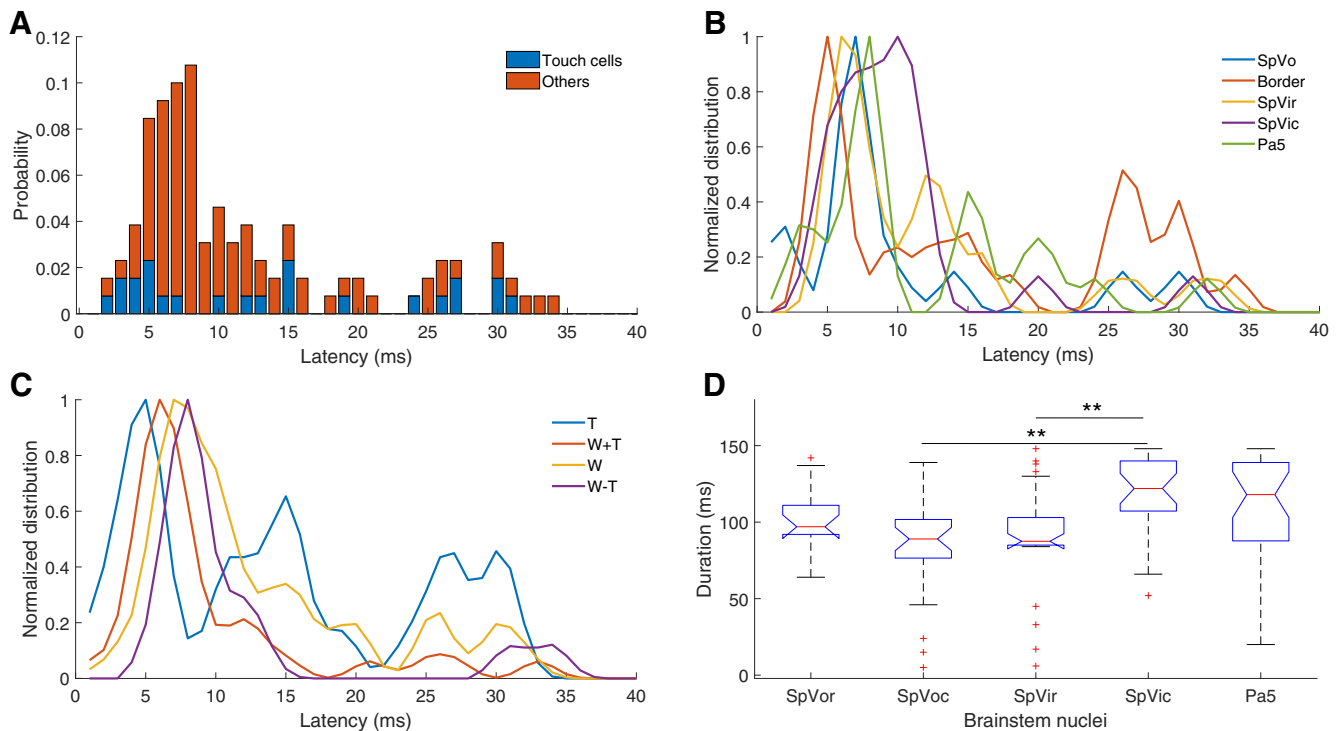 A
0.12
0.1
0.08
0.06
0.04
0.02
0
Probability
Touch cells
Others
0 5 10 15 20 25 30 35 40
Latency (ms)
B
1
0.8
0.6
0.4
0.2
0
Normalized distribution
SpVo
Border
SpVir
SpVic
Pa5
0 5 10 15 20 25 30 35 40
Latency (ms)
C
1
0.8
0.6
0.4
0.2
0
Normalized distribution
T
W+T
W
W-T
0 5 10 15 20 25 30 35 40
Latency (ms)
D
150
100
50
0
Duration (ms)
**
**
SpVor SpVoc SpVir SpVic Pa5
Brainstem nuclei